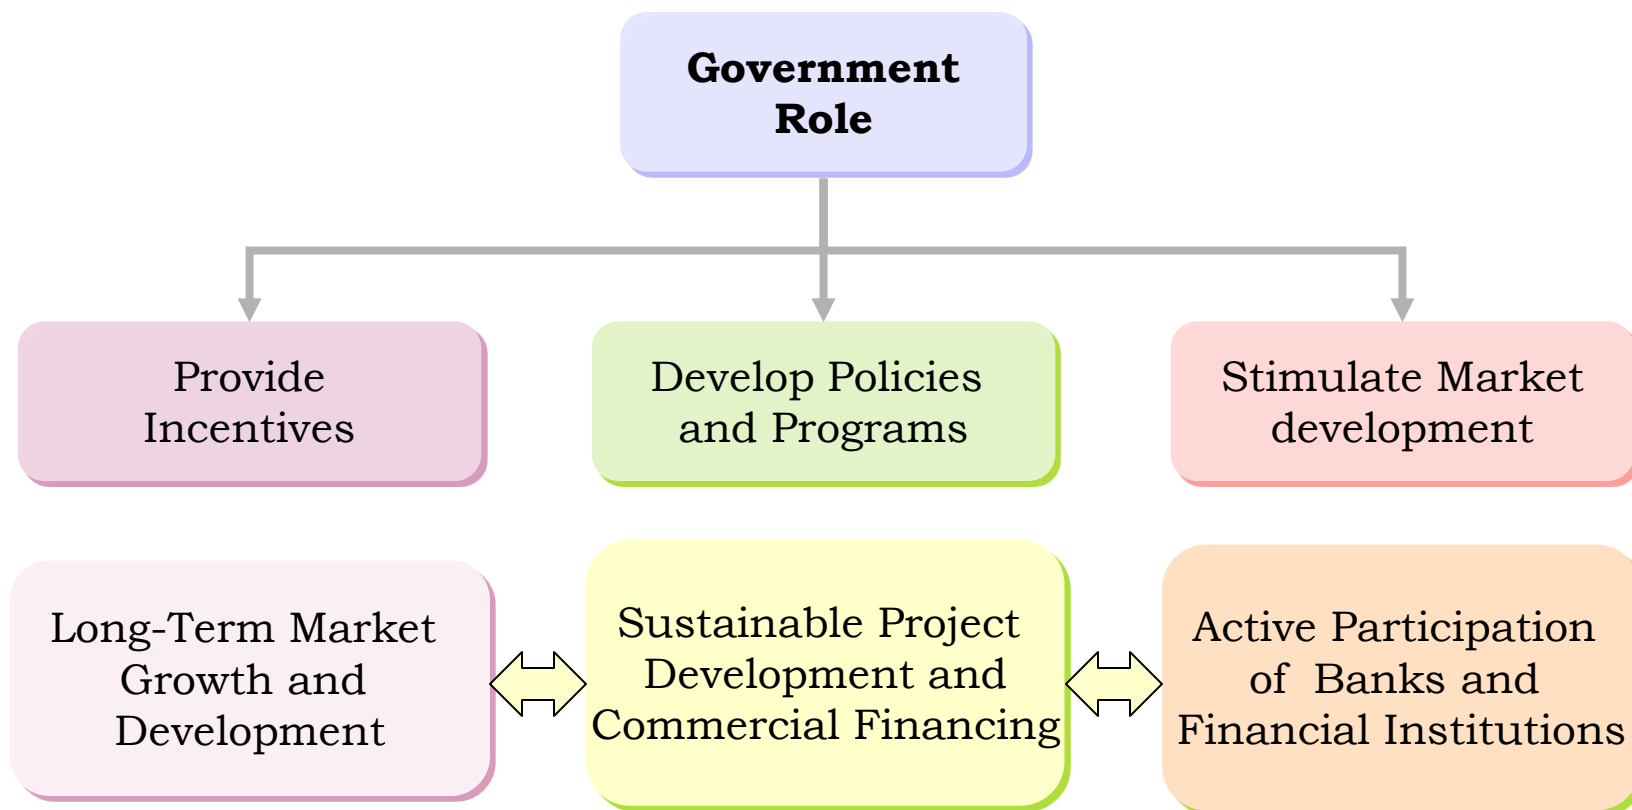 Government
Role
Provide
Incentives
Develop Policies
and Programs
Stimulate Market
development
Long-Term Market
Growth and
Development
Sustainable Project
Development and
Commercial Financing
Active Participation
of Banks and
Financial Institutions